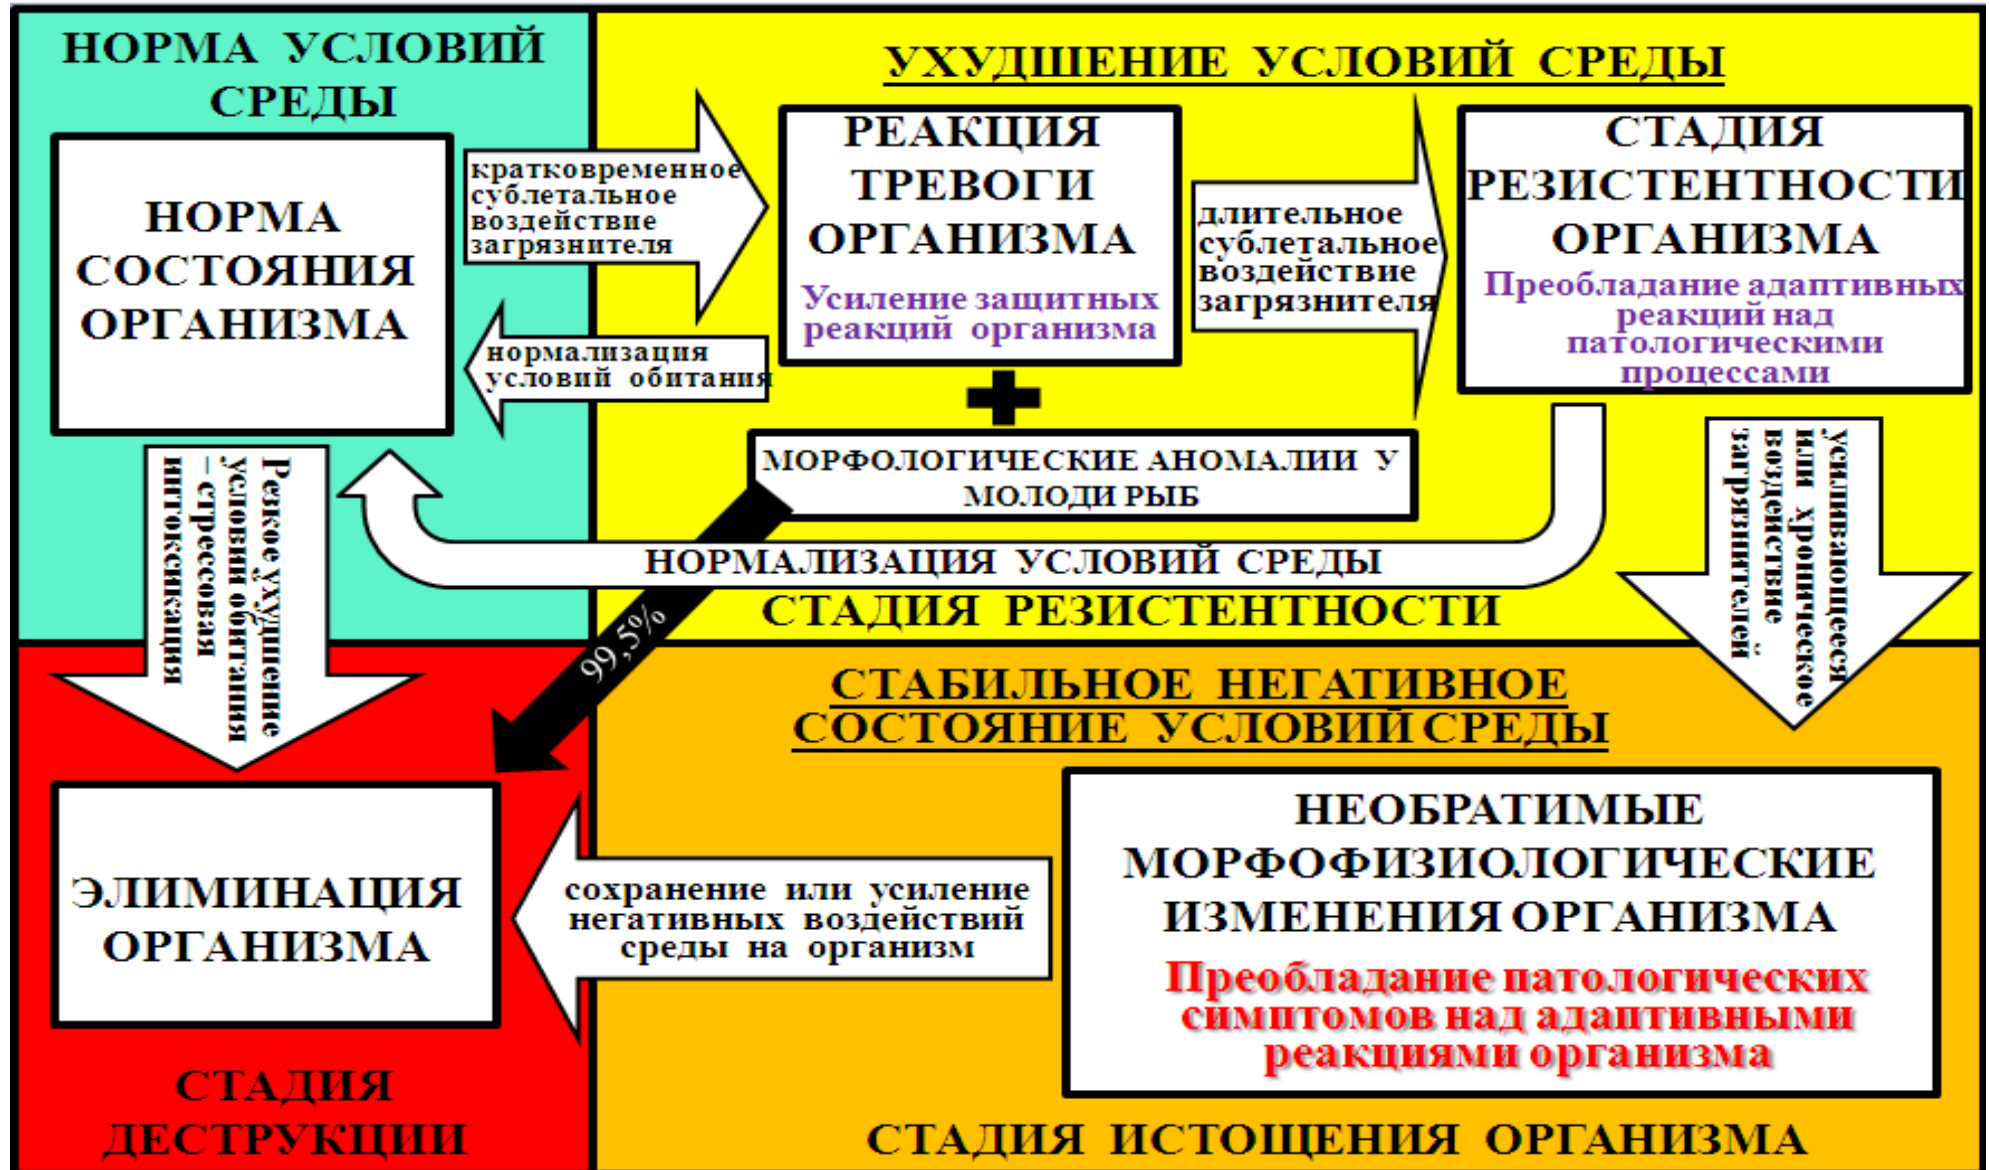 НОРМА УСЛОВИЙ
СРЕДЫ
НОРМА
СОСТОЯНИЯ
ОРГАНИЗМА
УХУДШЕНИЕ УСЛОВИЙ СРЕДЫ
кратковременное
сублетальное
воздействие
загрязнителя
нормализация
условий обитания
РЕАКЦИЯ
ТРЕВОГИ
ОРГАНИЗМА
Усиление защитных
реакций организма
длительное
сублетальное
воздействие
загрязнителя
СТАДИЯ
РЕЗИСТЕНТНОСТИ
ОРГАНИЗМА
Преобладание адаптивных
реакций над
патологическими
процессами
МОРФОЛОГИЧЕСКИЕ АНОМАЛИИ У
МОЛОДИ РЫБ
НОРМАЛИЗАЦИЯ УСЛОВИЙ СРЕДЫ
СТАДИЯ РЕЗИСТЕНТНОСТИ
99,5%
Резкое ухудшение
условий обитания
– стрессовая
интоксикация
усиливающееся
или хроническое
воздействие
загрязнителей
СТАБИЛЬНОЕ НЕГАТИВНОЕ
СОСТОЯНИЕ УСЛОВИЙ СРЕДЫ
НЕОБРАТИМЫЕ
МОРФОФИЗИОЛОГИЧЕСКИЕ
ИЗМЕНЕНИЯ ОРГАНИЗМА
Преобладание патологических
симптомов над адаптивными
реакциями организма
сохранение или усиление
негативных воздействий
среды на организм
ЭЛИМИНАЦИЯ
ОРГАНИЗМА
СТАДИЯ
ДЕСТРУКЦИИ
СТАДИЯ ИСТОЩЕНИЯ ОРГАНИЗМА